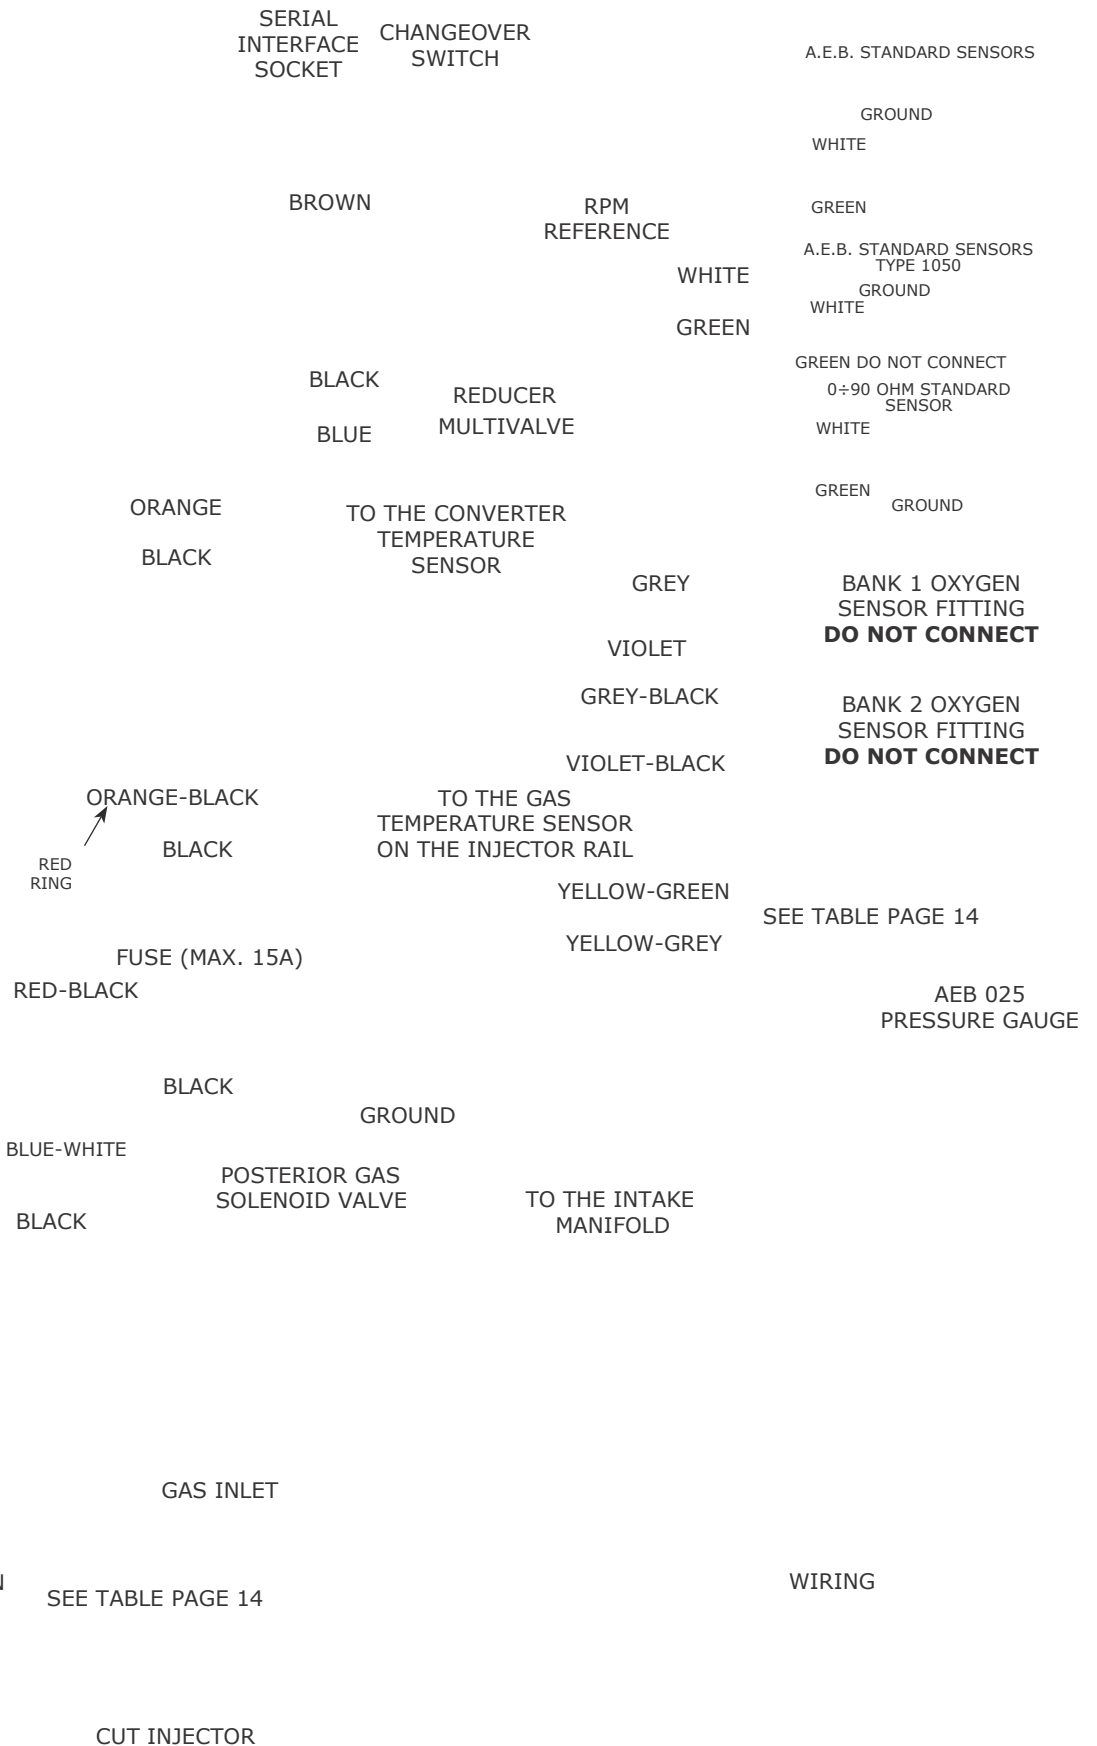 SERIAL
INTERFACE
SOCKET
CHANGEOVER
SWITCH
A.E.B. STANDARD SENSORS
GROUND
WHITE
BROWN
RPM
REFERENCE
GREEN
A.E.B. STANDARD SENSORS
TYPE 1050
WHITE
GROUND
WHITE
GREEN
GREEN DO NOT CONNECT
BLACK
REDUCER
0÷90 OHM STANDARD
SENSOR
BLUE
MULTIVALVE
WHITE
GREEN
GROUND
ORANGE
TO THE CONVERTER
TEMPERATURE
SENSOR
BLACK
GREY
BANK 1 OXYGEN
SENSOR FITTING
DO NOT CONNECT
VIOLET
GREY-BLACK
BANK 2 OXYGEN
SENSOR FITTING
DO NOT CONNECT
VIOLET-BLACK
ORANGE-BLACK
TO THE GAS
TEMPERATURE SENSOR
ON THE INJECTOR RAIL
BLACK
RED
RING
YELLOW-GREEN
SEE TABLE PAGE 14
YELLOW-GREY
FUSE (MAX. 15A)
RED-BLACK
AEB 025
PRESSURE GAUGE
BLACK
GROUND
BLUE-WHITE
POSTERIOR GAS
SOLENOID VALVE
TO THE INTAKE
MANIFOLD
BLACK
GAS INLET
SEE TABLE PAGE 14
WIRING
CUT INJECTOR